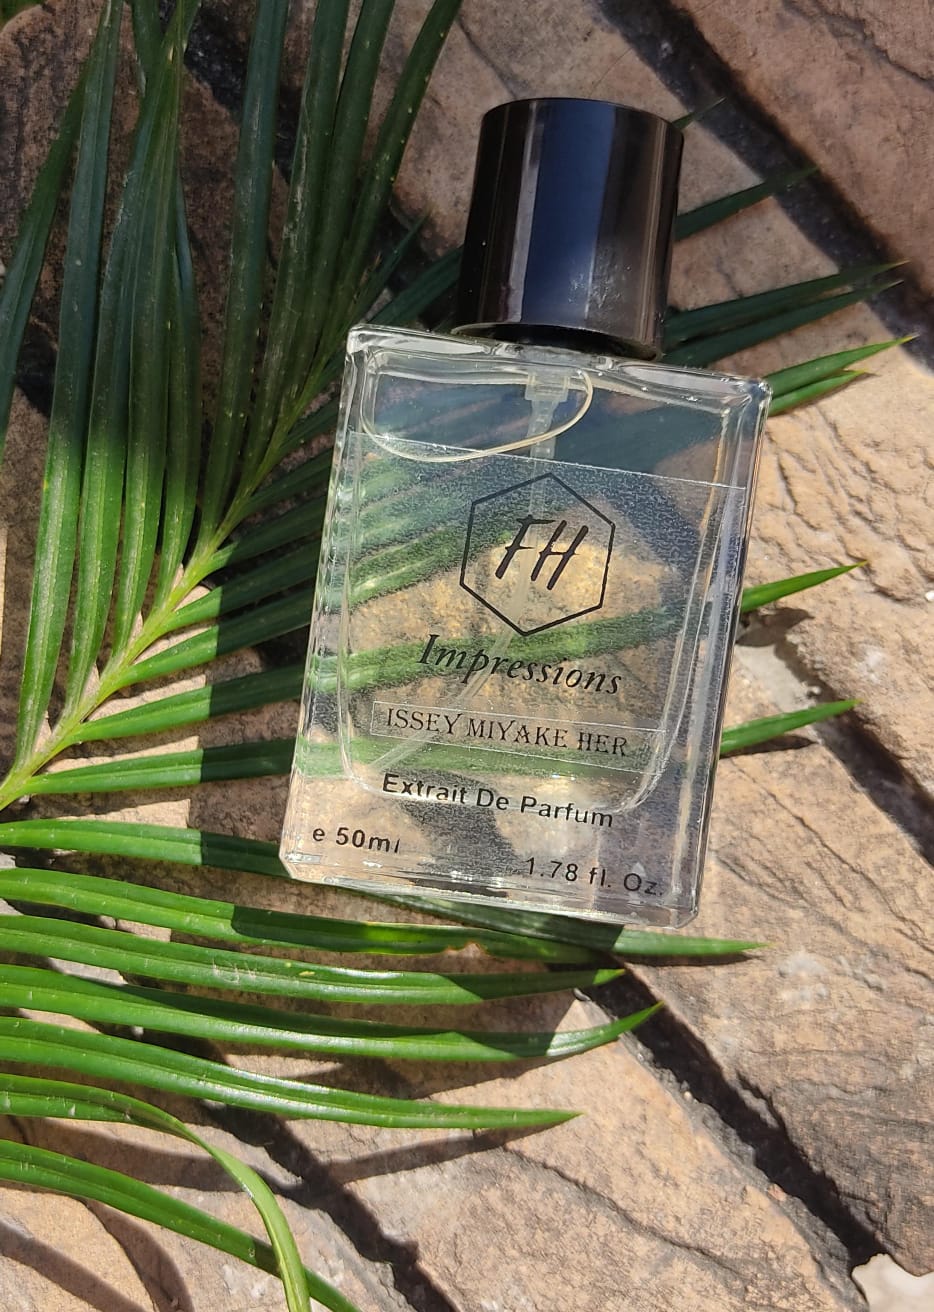 FH
Impressions
ISSEY MIYAKE HER
Extrait De Parfum
e 50ml
1.78 fl. Oz.